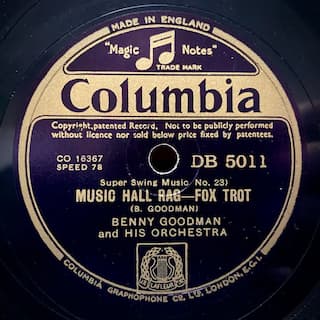 MADE IN ENGLAND
"Magic Notes"
TRADE MARK
Columbia
Copyright, patented Record. Not to be publicly performed
without licence nor sold below price fixed by patentees.
CO 16367
SPEED 78
DB 5011
Super Swing Music (No. 23)
MUSIC HALL RAG—FOX TROT
(B. GOODMAN)
BENNY GOODMAN
AND HIS ORCHESTRA
LAFLEUR
COLUMBIA GRAPHOPHONE CO. LTD. LONDON, E.C.1.